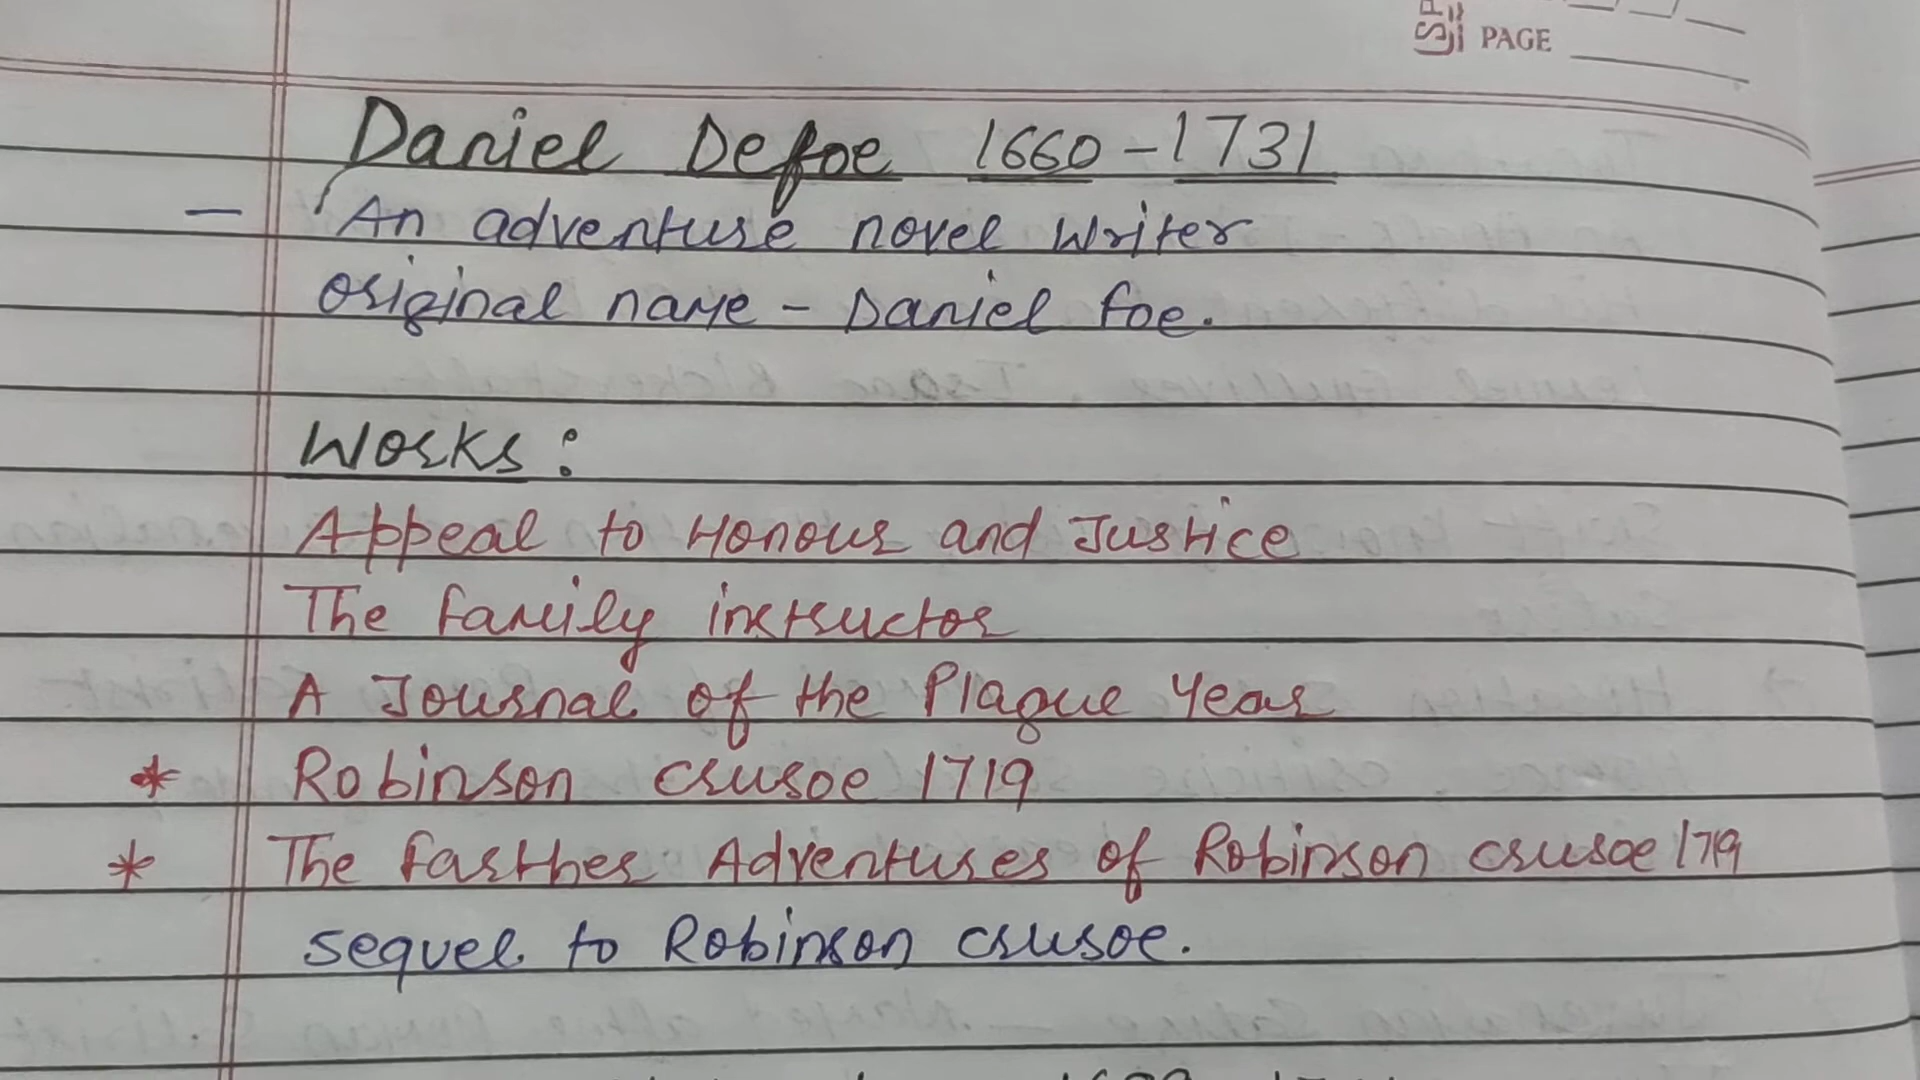 PAGE
Daniel Defoe 1660-1731
- An adventure novel writer
original name - Daniel foe.
Works :
Appeal to Honour and Justice
The family instructor
A Journal of the Plague Year
* Robinson crusoe 1719
* The farther Adventures of Robinson crusoe 1719
sequel to Robinson crusoe.